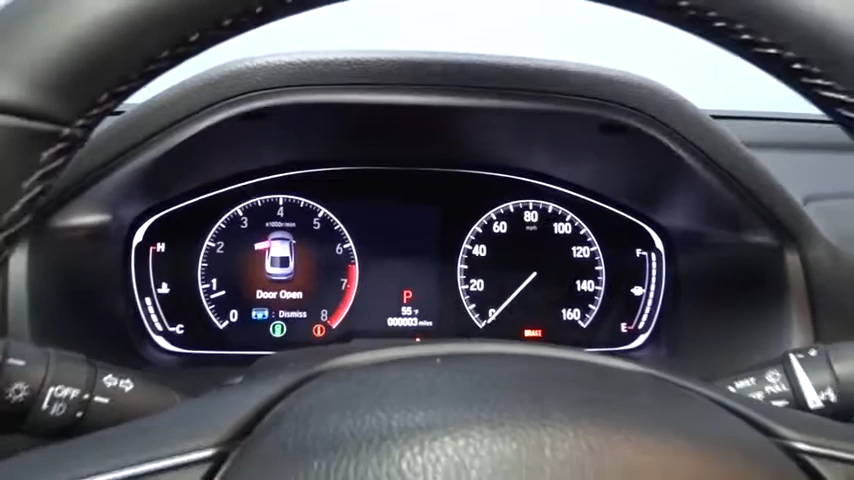 4
3
5
x1000r/min
2
6
1
7
0
8
H
C
Door Open
: Dismiss
P
55 °F
000003 miles
80
60
100
mph
40
120
20
140
0
160
BRAKE
F
E
OFF
PULL